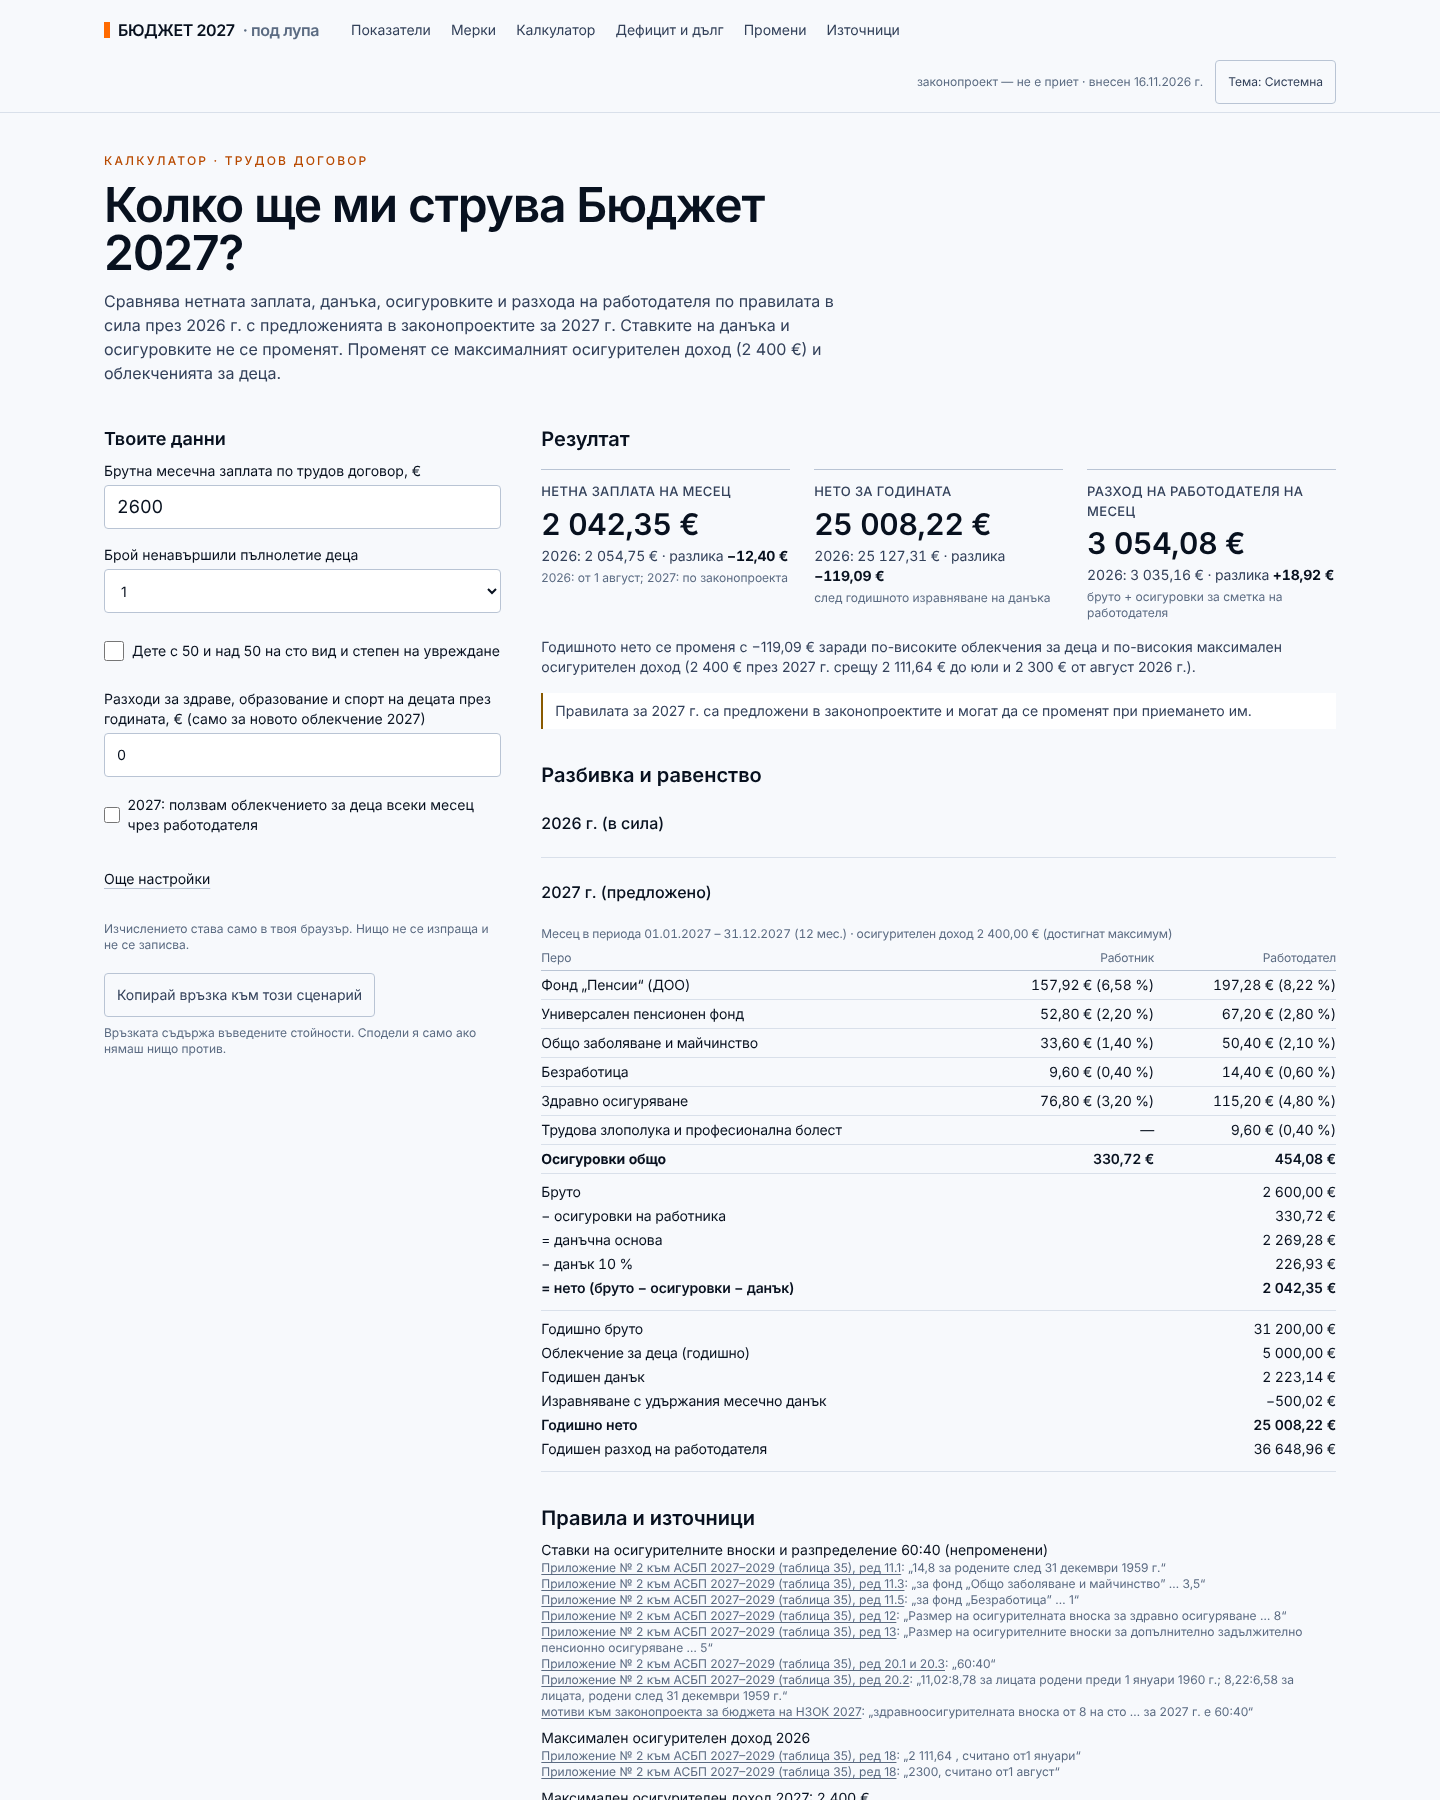 БЮДЖЕТ 2027 · под лупа
Показатели Мерки Калкулатор Дефицит и дълг Промени Източници
законопроект — не е приет · внесен 16.11.2026 г.
Тема: Системна
КАЛКУЛАТОР · ТРУДОВ ДОГОВОР
Колко ще ми струва Бюджет
2027?
Сравнява нетната заплата, данъка, осигуровките и разхода на работодателя по правилата в
сила през 2026 г. с предложенията в законопроектите за 2027 г. Ставките на данъка и
осигуровките не се променят. Променят се максималният осигурителен доход (2 400 €) и
облекченията за деца.
Твоите данни
Брутна месечна заплата по трудов договор, €
2600
Брой ненавършили пълнолетие деца
1
Дете с 50 и над 50 на сто вид и степен на увреждане
Разходи за здраве, образование и спорт на децата през
годината, € (само за новото облекчение 2027)
0
2027: ползвам облекчението за деца всеки месец
чрез работодателя
Още настройки
Изчислението става само в твоя браузър. Нищо не се изпраща и
не се записва.
Копирай връзка към този сценарий
Връзката съдържа въведените стойности. Сподели я само ако
нямаш нищо против.
Резултат
НЕТНА ЗАПЛАТА НА МЕСЕЦ
2 042,35 €
2026: 2 054,75 € · разлика −12,40 €
2026: от 1 август; 2027: по законопроекта
НЕТО ЗА ГОДИНАТА
25 008,22 €
2026: 25 127,31 € · разлика
−119,09 €
след годишното изравняване на данъка
РАЗХОД НА РАБОТОДАТЕЛЯ НА
МЕСЕЦ
3 054,08 €
2026: 3 035,16 € · разлика +18,92 €
бруто + осигуровки за сметка на
работодателя
Годишното нето се променя с −119,09 € заради по-високите облекчения за деца и по-високия максимален
осигурителен доход (2 400 € през 2027 г. срещу 2 111,64 € до юли и 2 300 € от август 2026 г.).
Правилата за 2027 г. са предложени в законопроектите и могат да се променят при приемането им.
Разбивка и равенство
2026 г. (в сила)
2027 г. (предложено)
Месец в периода 01.01.2027 – 31.12.2027 (12 мес.) · осигурителен доход 2 400,00 € (достигнат максимум)
Перо Работник Работодател
Фонд „Пенсии“ (ДОО) 157,92 € (6,58 %) 197,28 € (8,22 %)
Универсален пенсионен фонд 52,80 € (2,20 %) 67,20 € (2,80 %)
Общо заболяване и майчинство 33,60 € (1,40 %) 50,40 € (2,10 %)
Безработица 9,60 € (0,40 %) 14,40 € (0,60 %)
Здравно осигуряване 76,80 € (3,20 %) 115,20 € (4,80 %)
Трудова злополука и професионална болест — 9,60 € (0,40 %)
Осигуровки общо 330,72 € 454,08 €
Бруто 2 600,00 €
− осигуровки на работника 330,72 €
= данъчна основа 2 269,28 €
− данък 10 % 226,93 €
= нето (бруто − осигуровки − данък) 2 042,35 €
Годишно бруто 31 200,00 €
Облекчение за деца (годишно) 5 000,00 €
Годишен данък 2 223,14 €
Изравняване с удържания месечно данък −500,02 €
Годишно нето 25 008,22 €
Годишен разход на работодателя 36 648,96 €
Правила и източници
Ставки на осигурителните вноски и разпределение 60:40 (непроменени)
Приложение № 2 към АСБП 2027–2029 (таблица 35), ред 11.1: „14,8 за родените след 31 декември 1959 г.“
Приложение № 2 към АСБП 2027–2029 (таблица 35), ред 11.3: „за фонд „Общо заболяване и майчинство” … 3,5“
Приложение № 2 към АСБП 2027–2029 (таблица 35), ред 11.5: „за фонд „Безработица” … 1“
Приложение № 2 към АСБП 2027–2029 (таблица 35), ред 12: „Размер на осигурителната вноска за здравно осигуряване … 8“
Приложение № 2 към АСБП 2027–2029 (таблица 35), ред 13: „Размер на осигурителните вноски за допълнително задължително
пенсионно осигуряване … 5“
Приложение № 2 към АСБП 2027–2029 (таблица 35), ред 20.1 и 20.3: „60:40“
Приложение № 2 към АСБП 2027–2029 (таблица 35), ред 20.2: „11,02:8,78 за лицата родени преди 1 януари 1960 г.; 8,22:6,58 за
лицата, родени след 31 декември 1959 г.“
мотиви към законопроекта за бюджета на НЗОК 2027: „здравноосигурителната вноска от 8 на сто … за 2027 г. е 60:40“
Максимален осигурителен доход 2026
Приложение № 2 към АСБП 2027–2029 (таблица 35), ред 18: „2 111,64 , считано от1 януари“
Приложение № 2 към АСБП 2027–2029 (таблица 35), ред 18: „2300, считано от1 август“
Максимален осигурителен доход 2027: 2 400 €